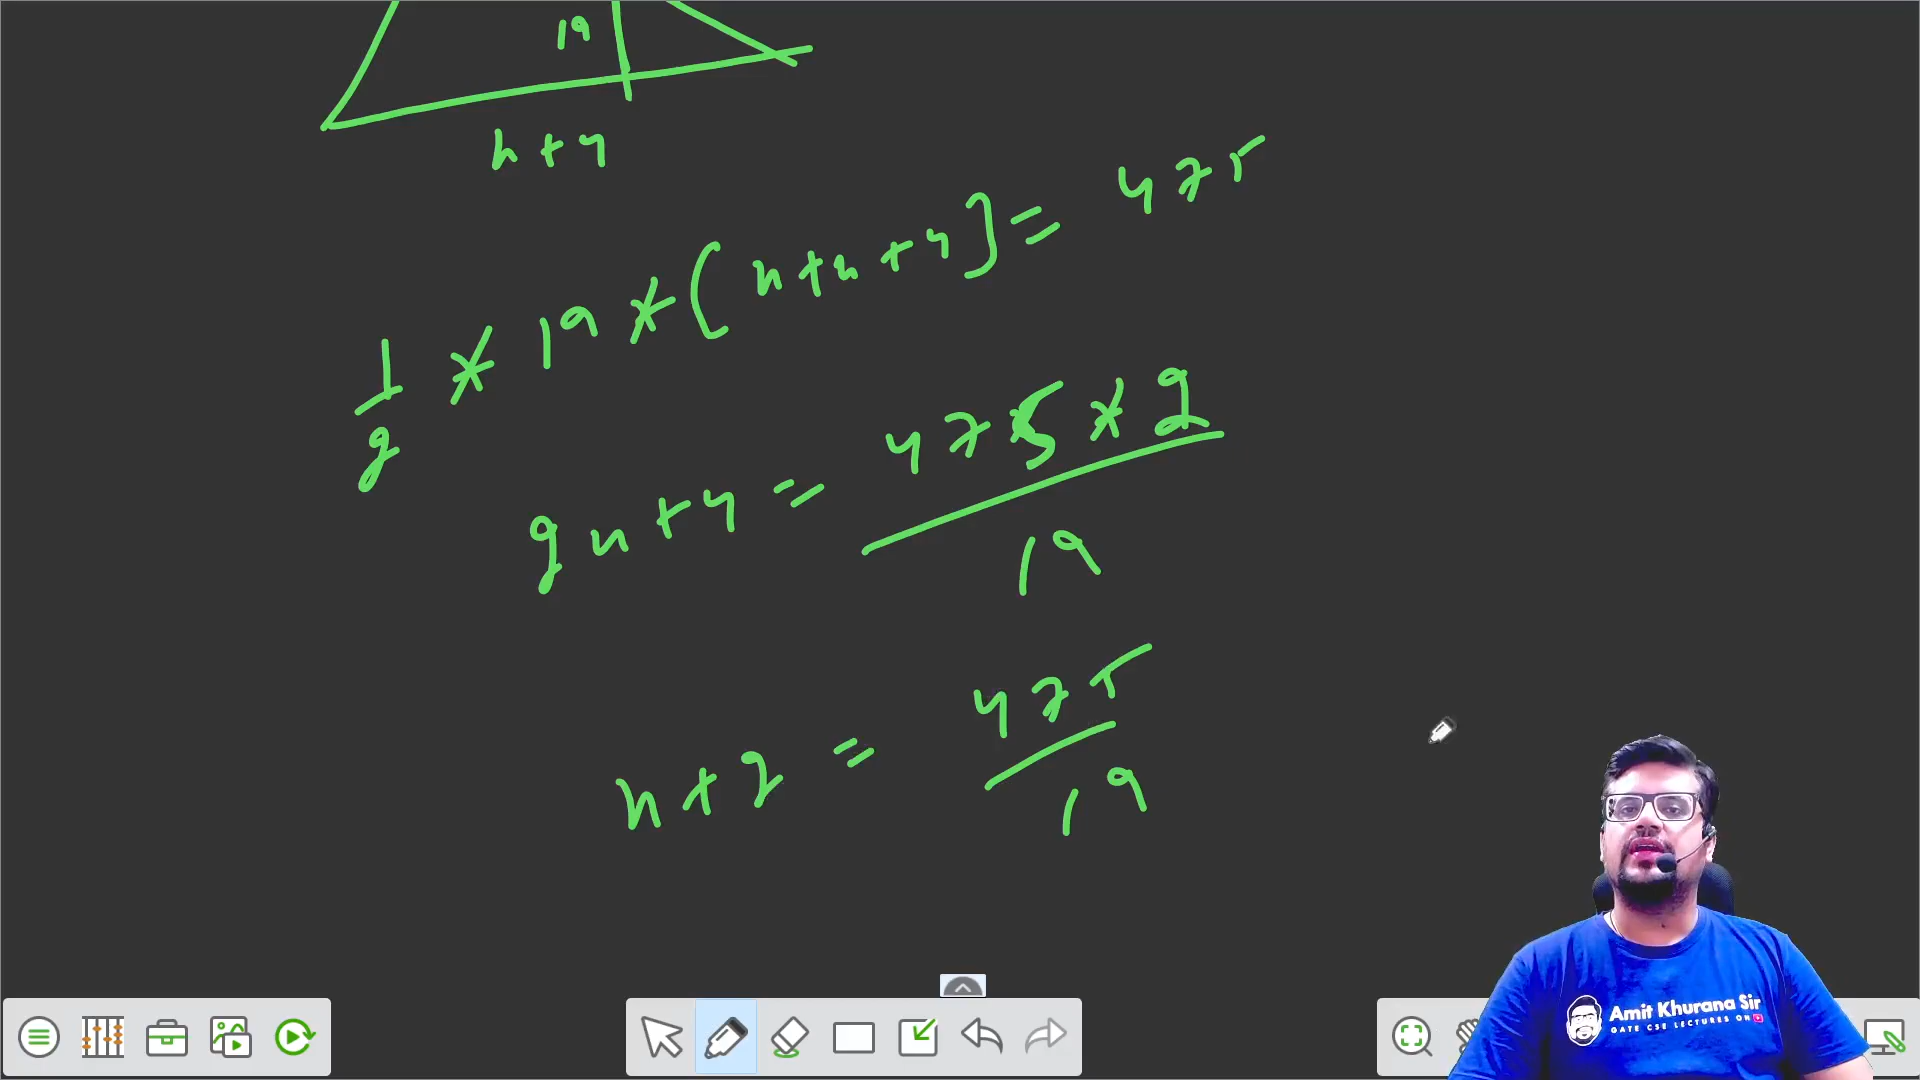 19
x + 4
1/2 * 19 * [x + x + 4] = 475
2x + 4 = 475 * 2 / 19
x + 2 = 475 / 19
Amit Khurana Sir
GATE CSE LECTURES ON